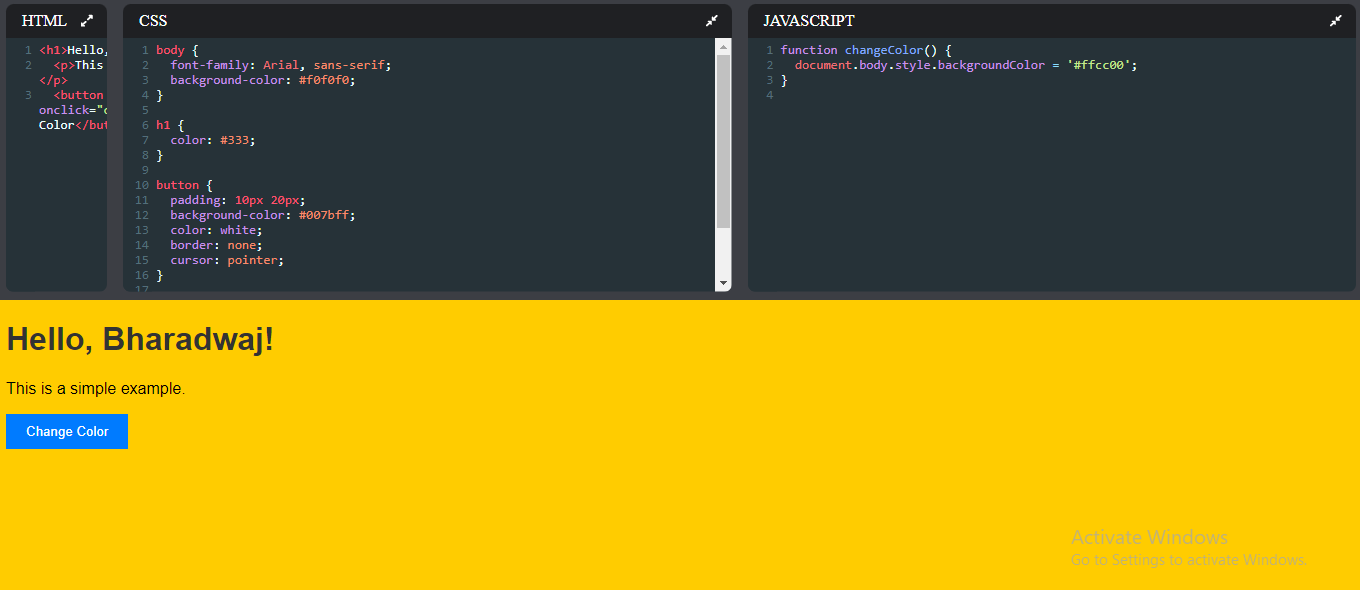 HTML
1 <h1>Hello,
2 <p>This
</p>
3 <button
onclick="c
Color</but
CSS
1 body {
2 font-family: Arial, sans-serif;
3 background-color: #f0f0f0;
4 }
5
6 h1 {
7 color: #333;
8 }
9
10 button {
11 padding: 10px 20px;
12 background-color: #007bff;
13 color: white;
14 border: none;
15 cursor: pointer;
16 }
17
JAVASCRIPT
1 function changeColor() {
2 document.body.style.backgroundColor = '#ffcc00';
3 }
4
Hello, Bharadwaj!
This is a simple example.
Change Color
Activate Windows
Go to Settings to activate Windows.